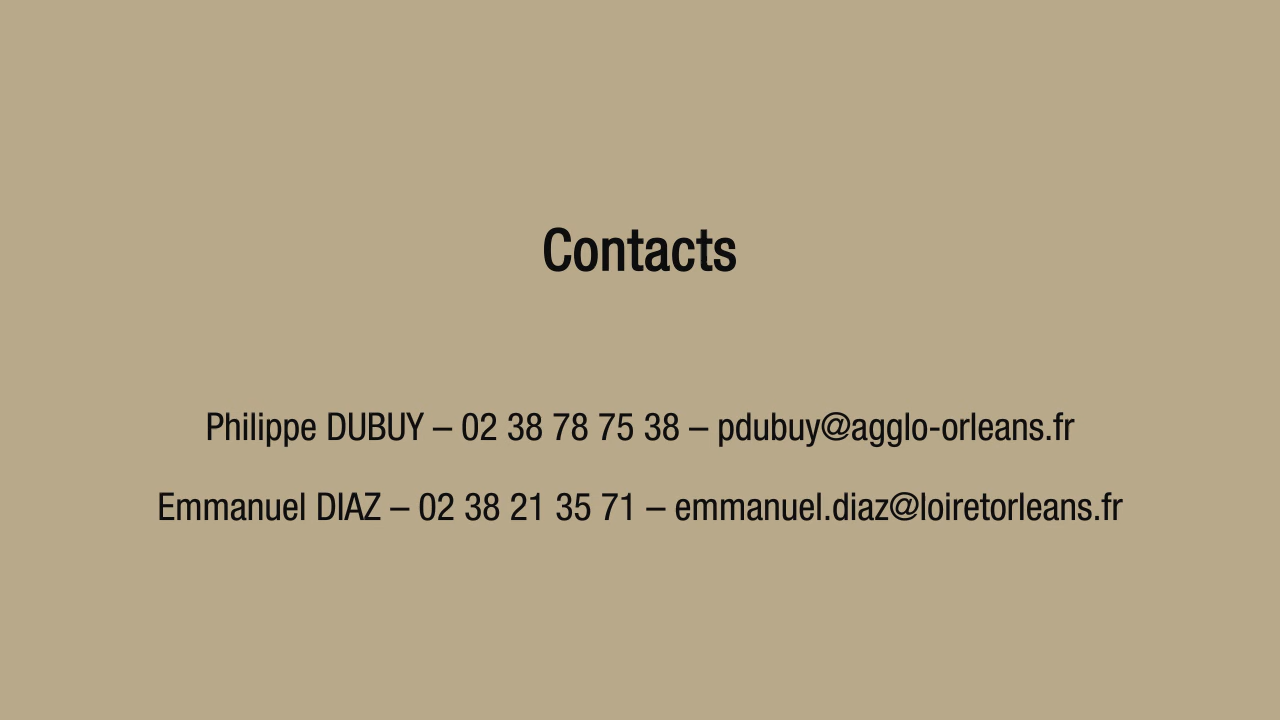 Contacts
Philippe DUBUY – 02 38 78 75 38 – pdubuy@agglo-orleans.fr
Emmanuel DIAZ – 02 38 21 35 71 – emmanuel.diaz@loiretorleans.fr